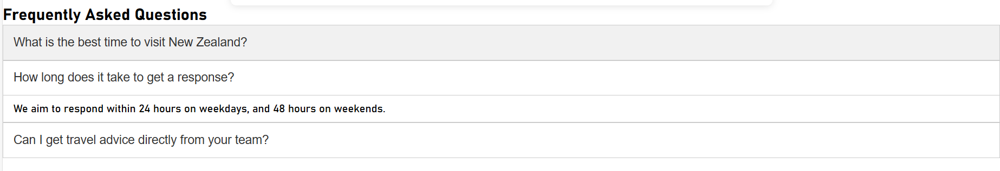 Frequently Asked Questions
What is the best time to visit New Zealand?
How long does it take to get a response?
We aim to respond within 24 hours on weekdays, and 48 hours on weekends.
Can I get travel advice directly from your team?